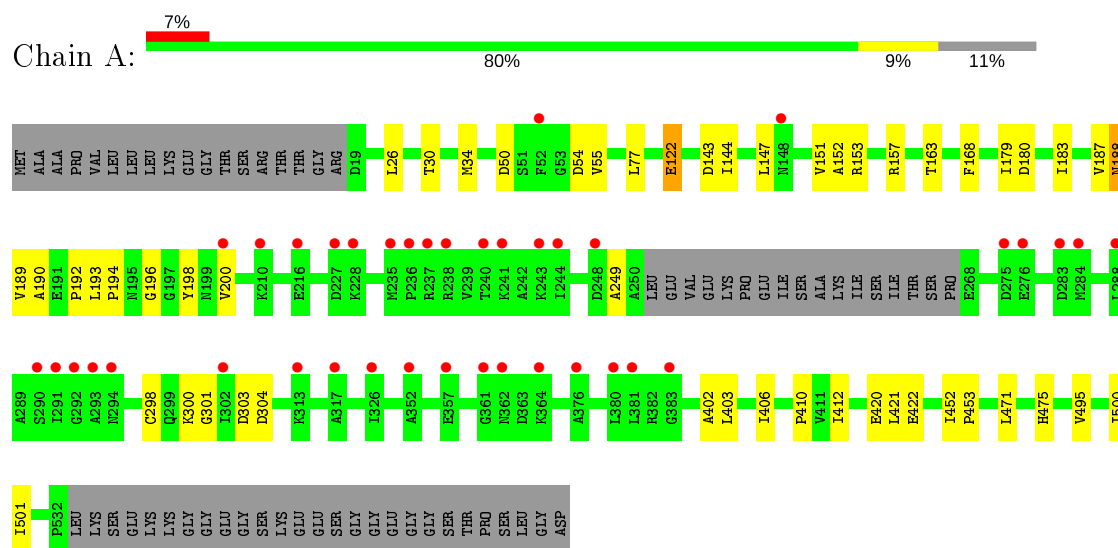 7%
Chain A:
80% 9% 11%
MET ALA ALA PRO VAL LEU LEU LEU LYS GLU GLY THR SER ARG THR THR GLY ARG D19 L26 T30 M34 D50 S51 F52 G53 D54 V55 L77 E122 D143 I144 L147 N148 V151 A152 R153 R157 T163 F168 I179 D180 I183 V187 N188
V189 A190 E191 P192 L193 P194 N195 G196 G197 Y198 N199 V200 K210 E216 D227 K228 M235 P236 R237 R238 V239 T240 K241 A242 K243 I244 D248 A249 A250 LEU GLU VAL GLU LYS PRO GLU ILE SER ALA LYS ILE SER ILE THR SER PRO E268 D275 E276 D283 M284 L288
A289 S290 I291 G292 A293 N294 C298 Q299 K300 G301 I302 D303 D304 K313 A317 I326 A352 E357 G361 N362 D363 K364 A376 L380 L381 R382 G383 A402 L403 I406 P410 V411 I412 E420 L421 E422 I452 P453 L471 H475 V495 I500
I501 P532 LEU LYS SER GLU LYS LYS GLY GLY GLU GLY SER LYS GLU GLU SER GLY GLY GLU GLY GLY SER THR PRO SER LEU GLY ASP